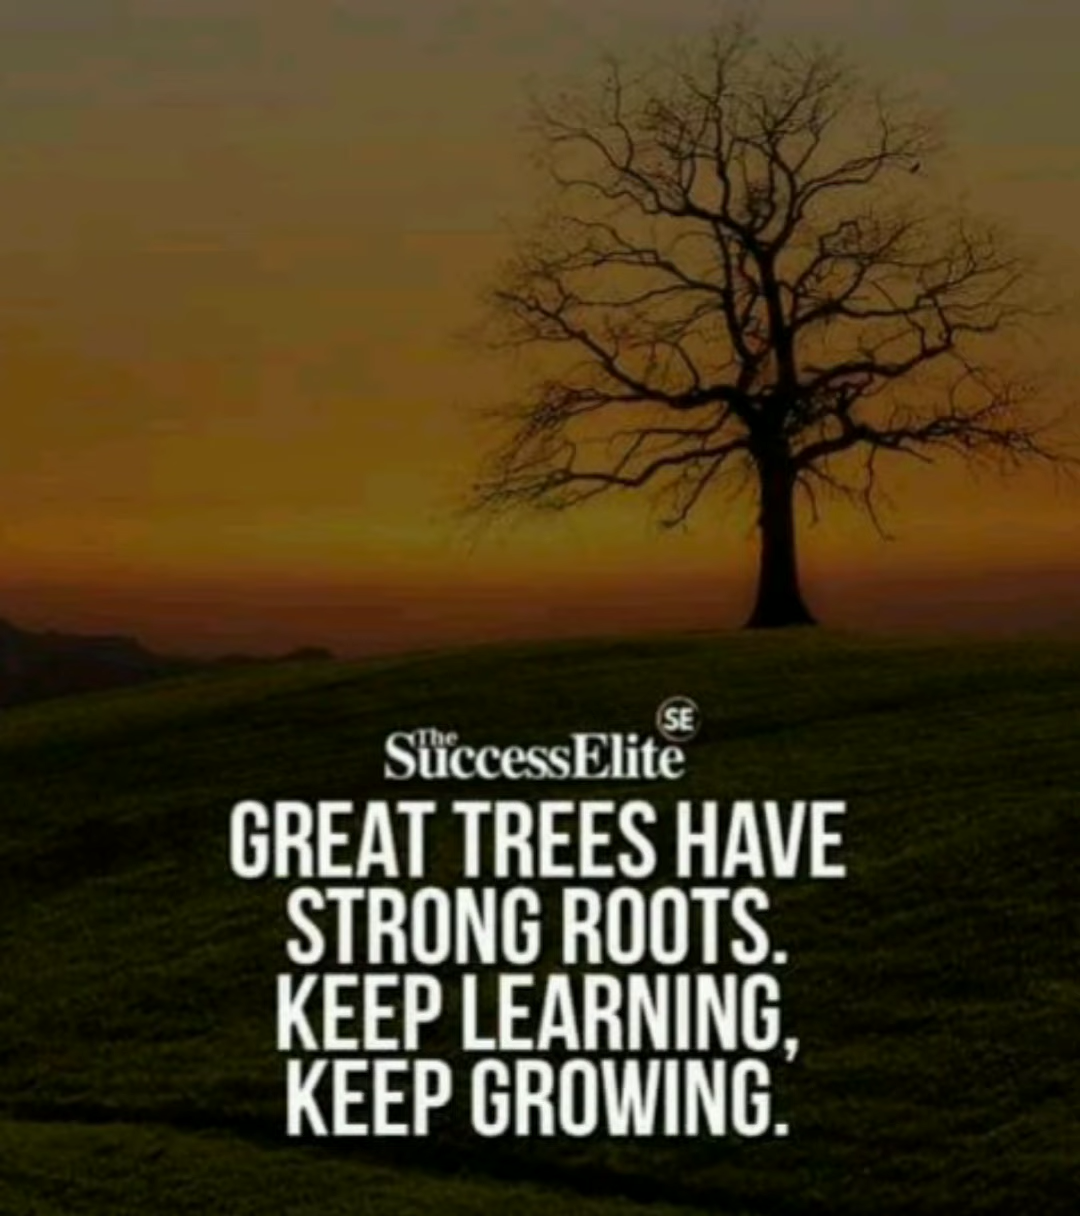 The
SuccessElite
SE
GREAT TREES HAVE
STRONG ROOTS.
KEEP LEARNING,
KEEP GROWING.